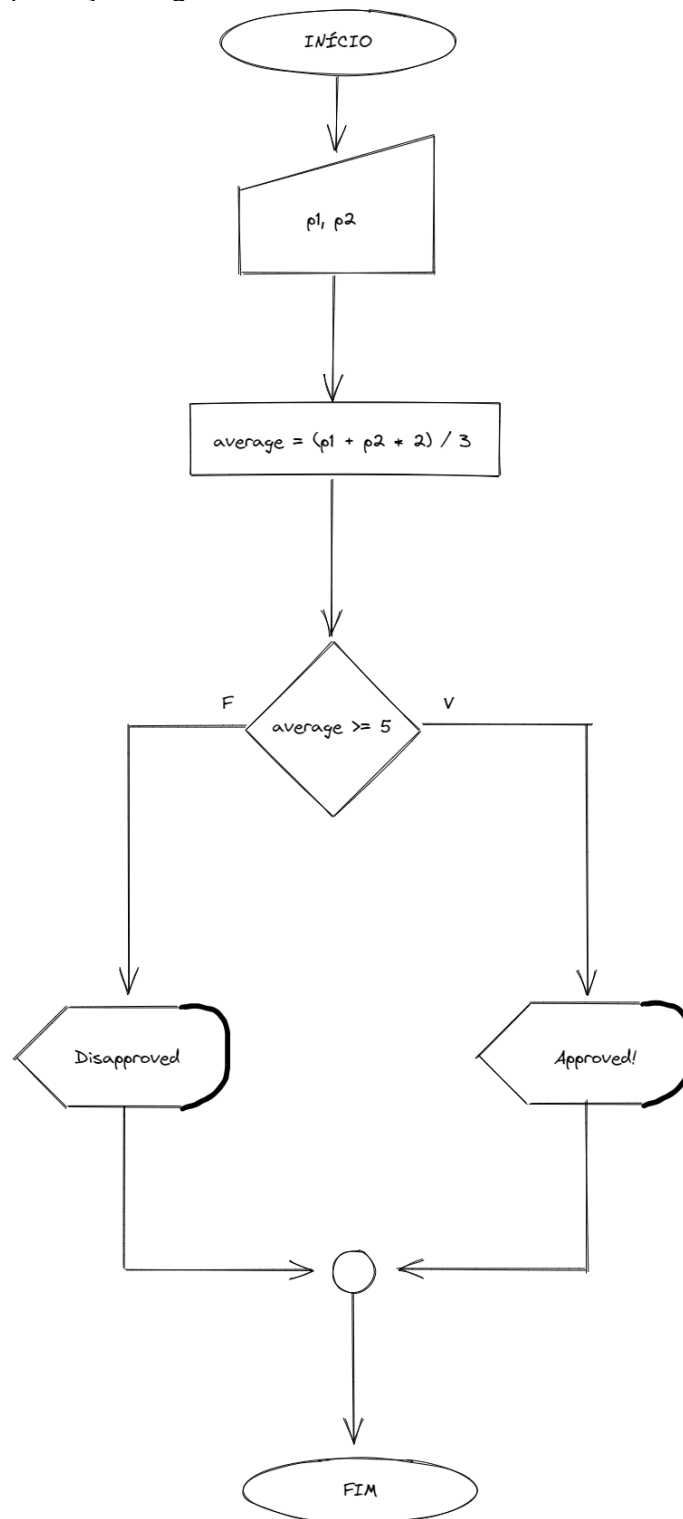 INÍCIO
p1, p2
average = (p1 + p2 * 2) / 3
F
V
average >= 5
Disapproved
Approved!
FIM